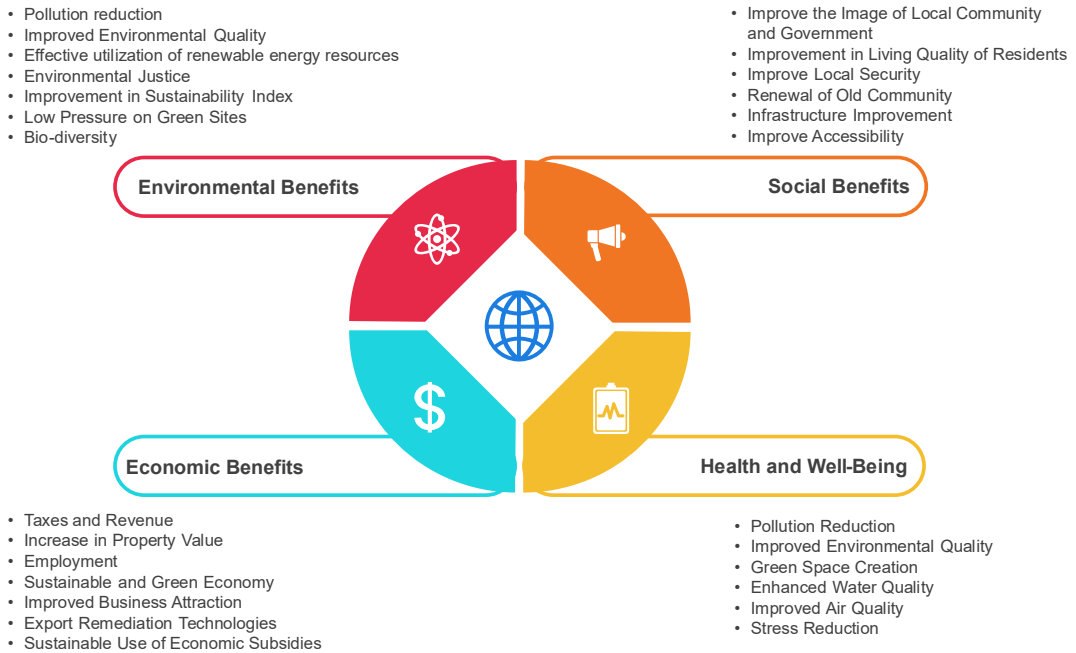 • Pollution reduction
• Improved Environmental Quality
• Effective utilization of renewable energy resources
• Environmental Justice
• Improvement in Sustainability Index
• Low Pressure on Green Sites
• Bio-diversity
Environmental Benefits
• Improve the Image of Local Community
and Government
• Improvement in Living Quality of Residents
• Improve Local Security
• Renewal of Old Community
• Infrastructure Improvement
• Improve Accessibility
Social Benefits
$
Economic Benefits
• Taxes and Revenue
• Increase in Property Value
• Employment
• Sustainable and Green Economy
• Improved Business Attraction
• Export Remediation Technologies
• Sustainable Use of Economic Subsidies
Health and Well-Being
• Pollution Reduction
• Improved Environmental Quality
• Green Space Creation
• Enhanced Water Quality
• Improved Air Quality
• Stress Reduction